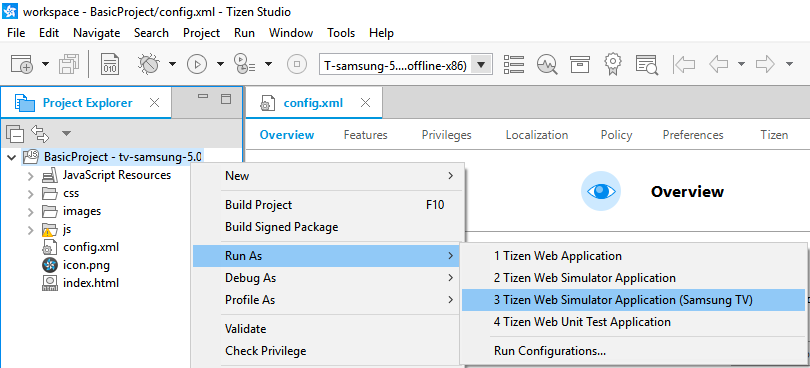 workspace - BasicProject/config.xml - Tizen Studio
File Edit Navigate Search Project Run Window Tools Help
010
T-samsung-5....offline-x86)
Project Explorer
config.xml
Overview Features Privileges Localization Policy Preferences Tizen
BasicProject - tv-samsung-5.0
JavaScript Resources
css
images
js
config.xml
icon.png
index.html
New
Build Project F10
Build Signed Package
Run As
Debug As
Profile As
Validate
Check Privilege
Overview
1 Tizen Web Application
2 Tizen Web Simulator Application
3 Tizen Web Simulator Application (Samsung TV)
4 Tizen Web Unit Test Application
Run Configurations...